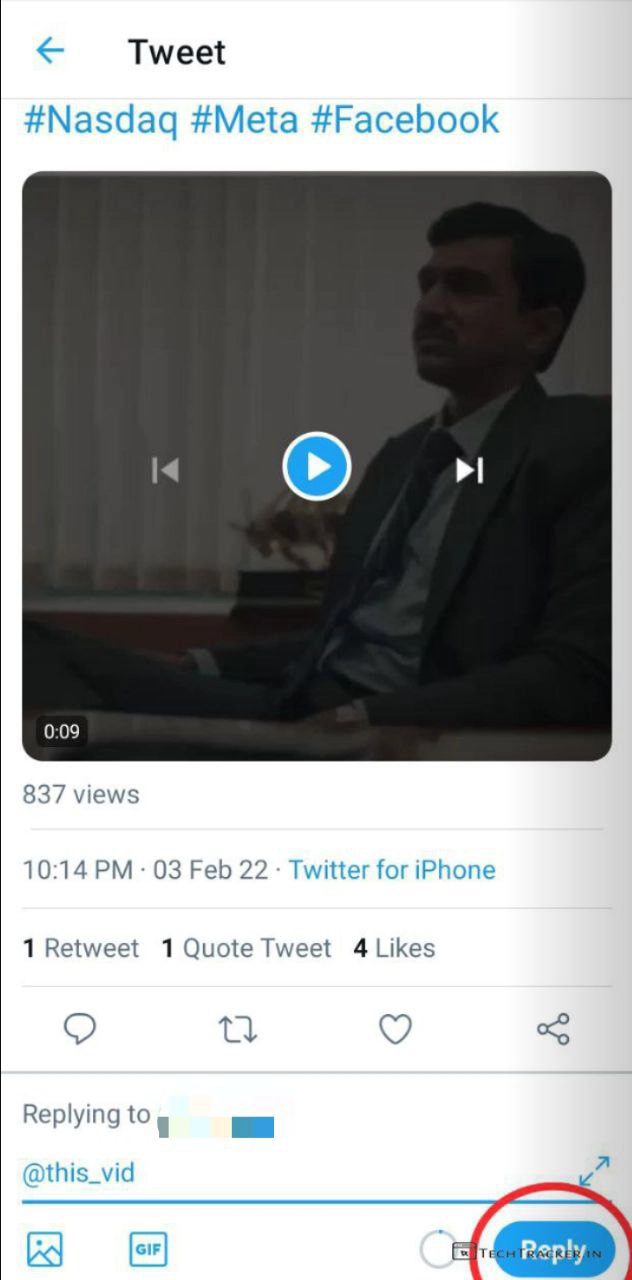 Tweet
#Nasdaq #Meta #Facebook
0:09
837 views
10:14 PM · 03 Feb 22 · Twitter for iPhone
1 Retweet 1 Quote Tweet 4 Likes
Replying to
@this_vid
GIF
Reply
TECHTRACKER.IN